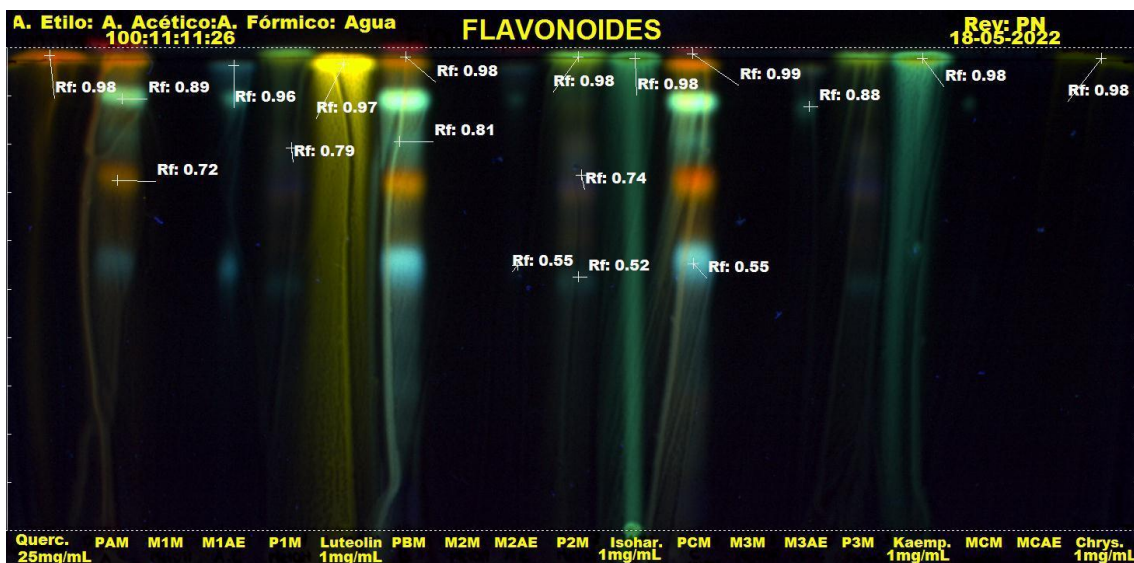 A. Etilo: A. Acético:A. Fórmico: Agua
100:11:11:26
FLAVONOIDES
Rev: PN
18-05-2022
Rf: 0.98
Rf: 0.89
Rf: 0.96
Rf: 0.97
Rf: 0.98
Rf: 0.98
Rf: 0.98
Rf: 0.99
Rf: 0.88
Rf: 0.98
Rf: 0.98
Rf: 0.81
Rf: 0.79
Rf: 0.72
Rf: 0.74
Rf: 0.55
Rf: 0.52
Rf: 0.55
Querc. PAM M1M M1AE P1M Luteolin PBM M2M M2AE P2M Isohar. PCM M3M M3AE P3M Kaemp. MCM MCAE Chrys.
25mg/mL 1mg/mL 1mg/mL 1mg/mL 1mg/mL